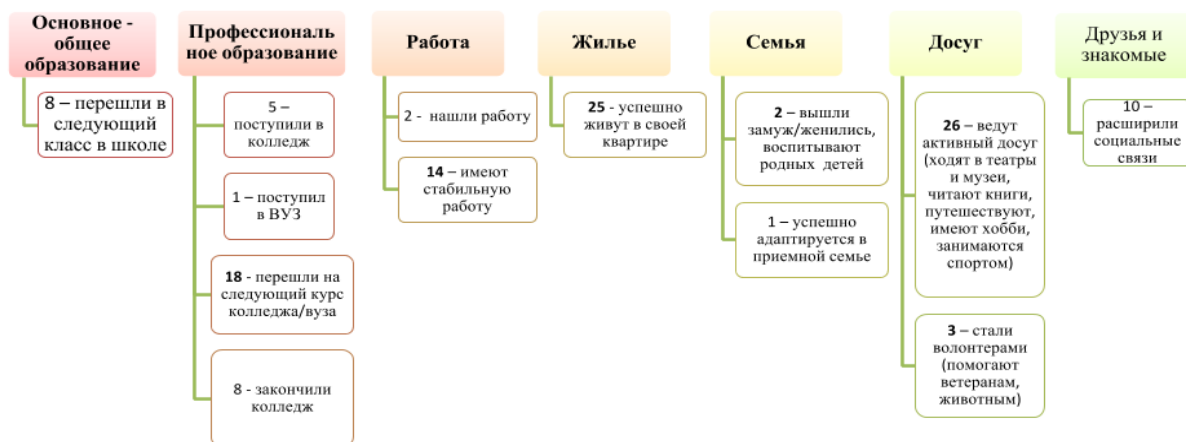 Основное -
общее
образование
8 – перешли в
следующий
класс в школе
Профессиональ
ное образование
5 –
поступили в
колледж
1 – поступил
в ВУЗ
18 - перешли на
следующий курс
колледжа/вуза
8 - закончили
колледж
Работа
2 - нашли работу
14 – имеют
стабильную
работу
Жилье
25 - успешно
живут в своей
квартире
Семья
2 – вышли
замуж/женились,
воспитывают
родных детей
1 – успешно
адаптируется в
приемной семье
Досуг
26 – ведут
активный досуг
(ходят в театры
и музеи,
читают книги,
путешествуют,
имеют хобби,
занимаются
спортом)
3 – стали
волонтерами
(помогают
ветеранам,
животным)
Друзья и
знакомые
10 –
расширили
социальные
связи